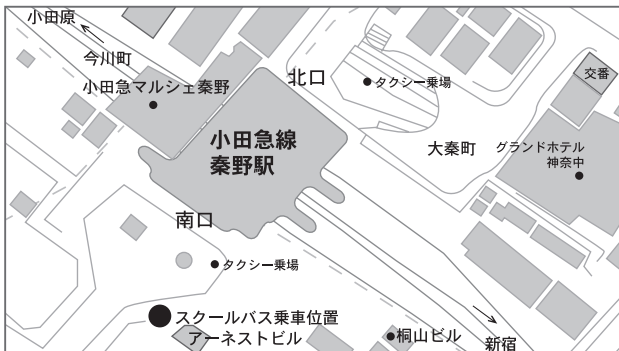 小田原
今川町
小田急マルシェ秦野
北口
タクシー乗場
交番
小田急線
秦野駅
大秦町
グランドホテル
神奈中
南口
タクシー乗場
スクールバス乗車位置
アーネストビル
桐山ビル
新宿